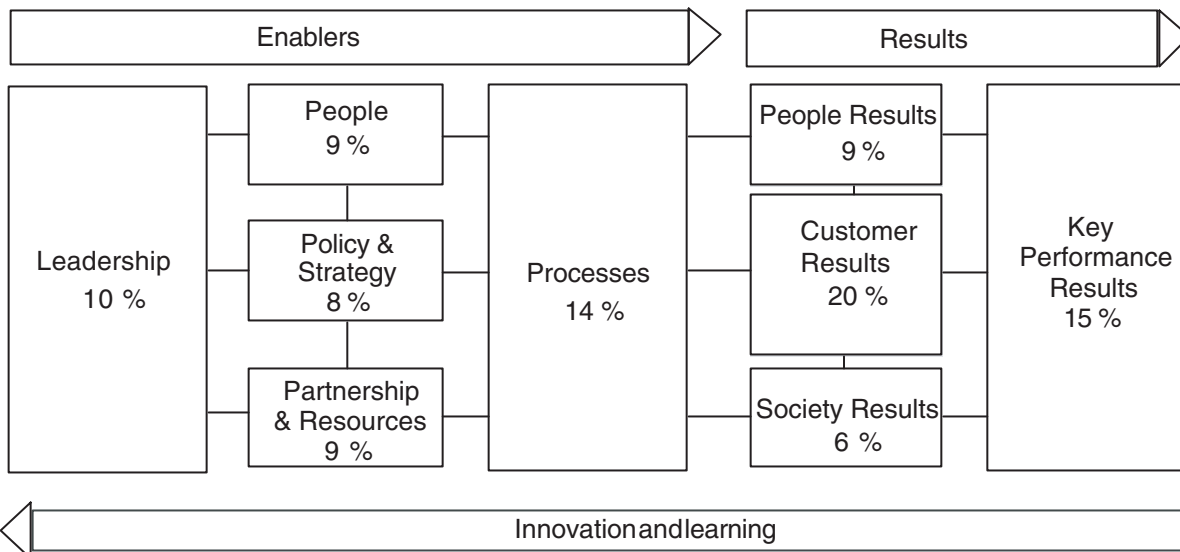 Enablers
Results
Leadership
10 %
People
9 %
Policy &
Strategy
8 %
Partnership
& Resources
9 %
Processes
14 %
People Results
9 %
Customer
Results
20 %
Society Results
6 %
Key
Performance
Results
15 %
Innovationandlearning